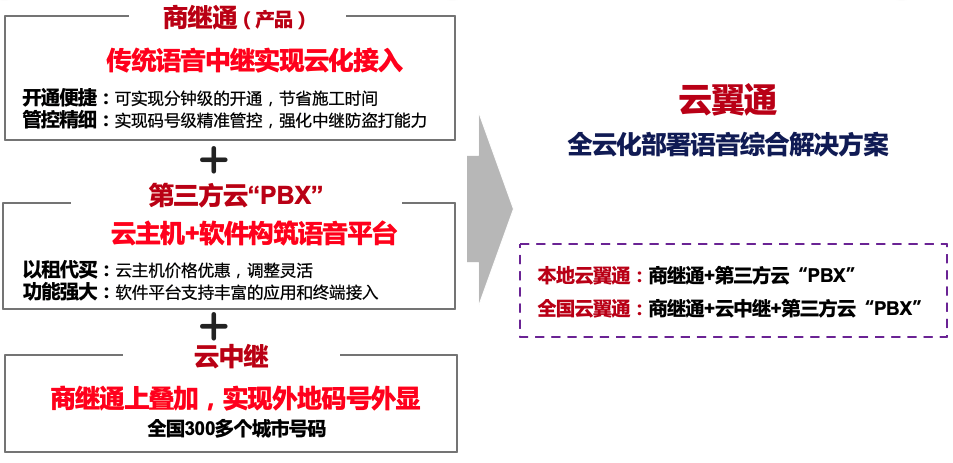 商继通（产品）
传统语音中继实现云化接入
开通便捷：可实现分钟级的开通，节省施工时间
管控精细：实现码号级精准管控，强化中继防盗打能力
+
第三方云“PBX”
云主机+软件构筑语音平台
以租代买：云主机价格优惠，调整灵活
功能强大：软件平台支持丰富的应用和终端接入
+
云中继
商继通上叠加，实现外地码号外显
全国300多个城市号码
云翼通
全云化部署语音综合解决方案
本地云翼通：商继通+第三方云“PBX”
全国云翼通：商继通+云中继+第三方云“PBX”